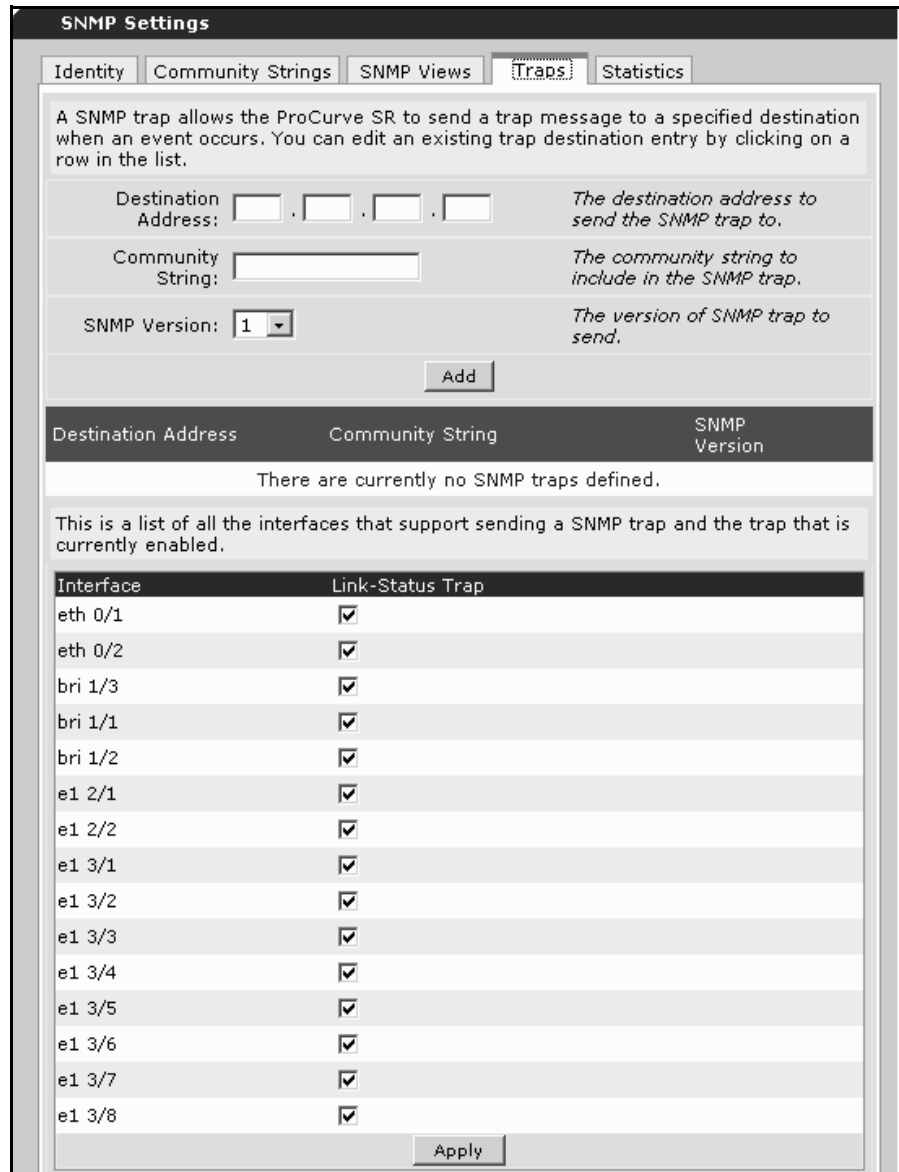 SNMP Settings
Identity Community Strings SNMP Views Traps Statistics
A SNMP trap allows the ProCurve SR to send a trap message to a specified destination
when an event occurs. You can edit an existing trap destination entry by clicking on a
row in the list.
Destination Address: . . . The destination address to
send the SNMP trap to.
Community String: The community string to
include in the SNMP trap.
SNMP Version: 1 The version of SNMP trap to
send.
Add
Destination Address Community String SNMP Version
There are currently no SNMP traps defined.
This is a list of all the interfaces that support sending a SNMP trap and the trap that is
currently enabled.
Interface Link-Status Trap
eth 0/1
eth 0/2
bri 1/3
bri 1/1
bri 1/2
e1 2/1
e1 2/2
e1 3/1
e1 3/2
e1 3/3
e1 3/4
e1 3/5
e1 3/6
e1 3/7
e1 3/8
Apply